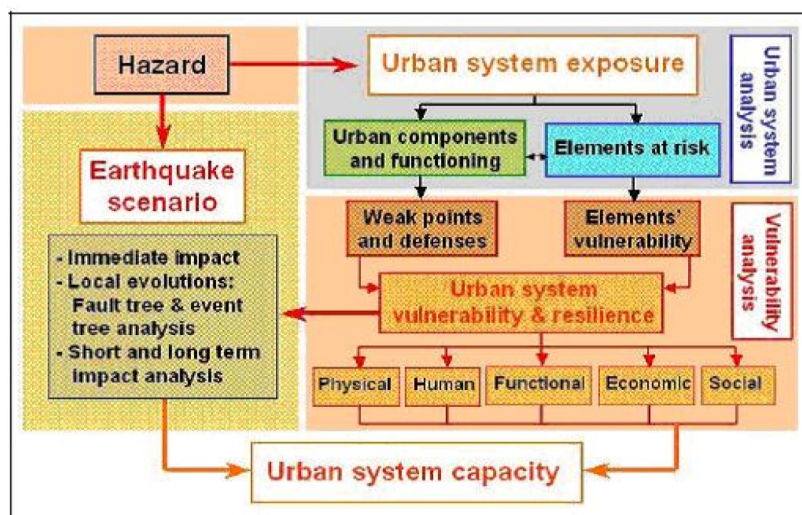 Hazard
Urban system exposure
Urban system
analysis
Urban components
and functioning
Elements at risk
Earthquake
scenario
Weak points
and defenses
Elements'
vulnerability
Vulnerability
analysis
- Immediate impact
- Local evolutions:
Fault tree & event
tree analysis
- Short and long term
impact analysis
Urban system
vulnerability & resilience
Physical
Human
Functional
Economic
Social
Urban system capacity